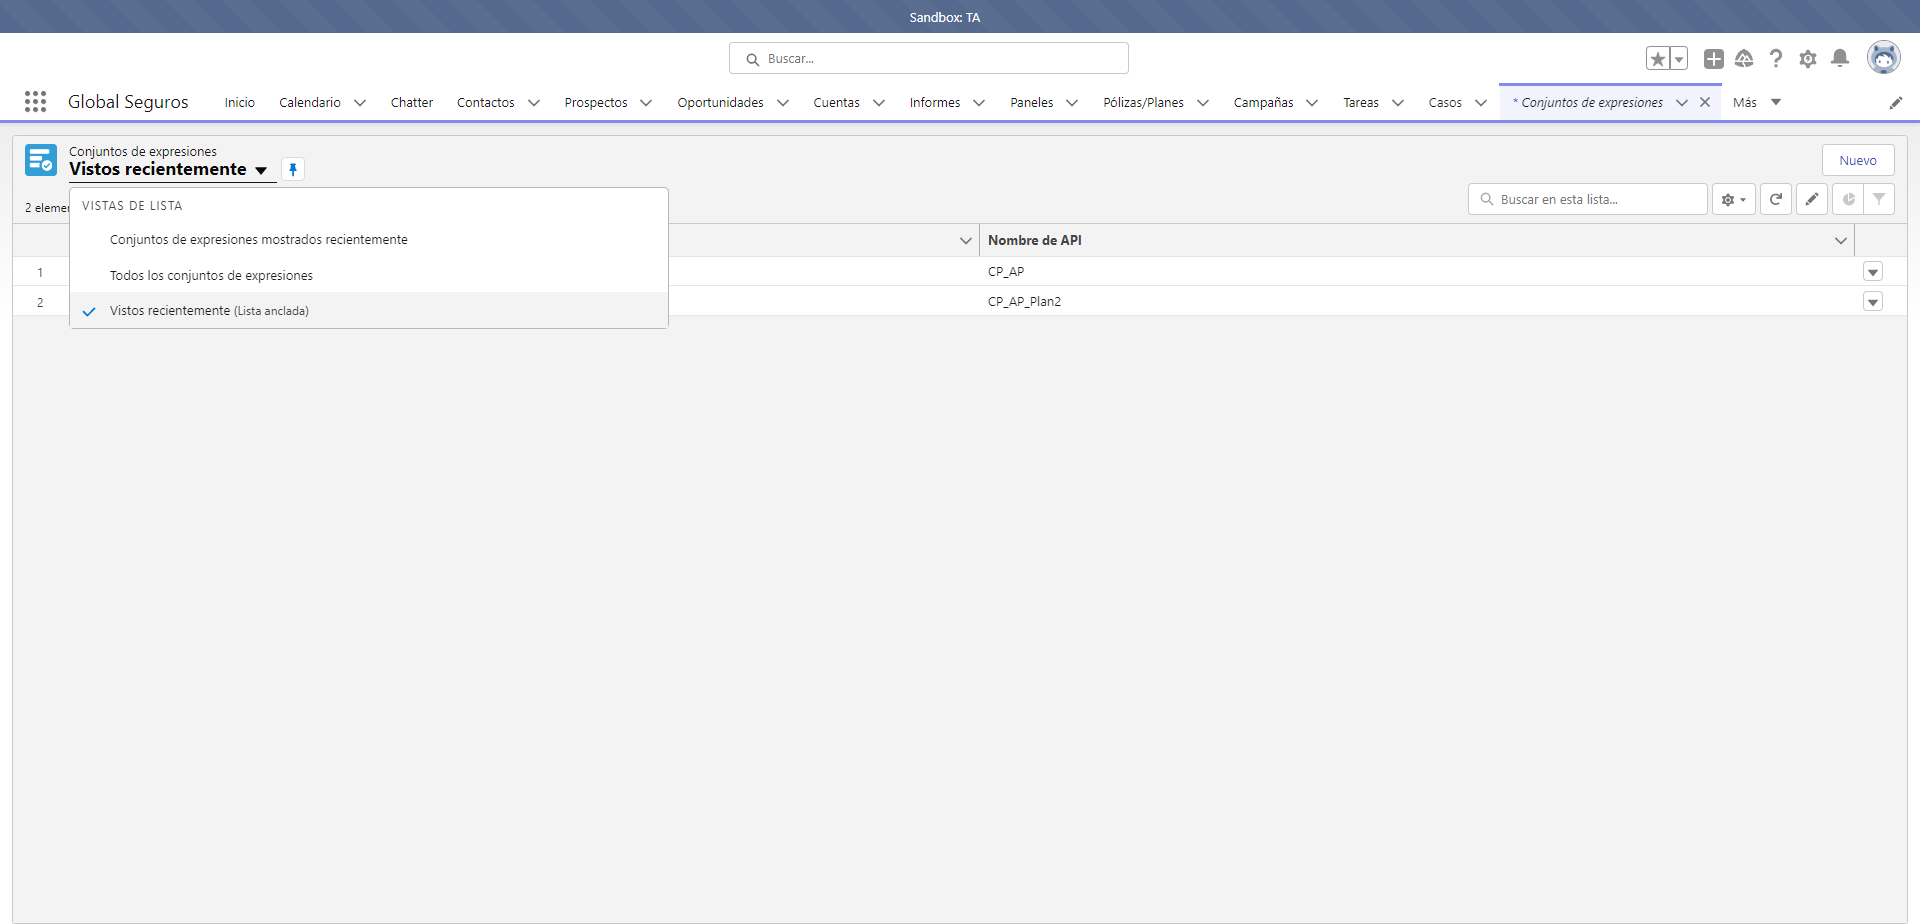 Sandbox: TA
Buscar...
Global Seguros
Inicio
Calendario
Chatter
Contactos
Prospectos
Oportunidades
Cuentas
Informes
Paneles
Pólizas/Planes
Campañas
Tareas
Casos
* Conjuntos de expresiones
Más
Conjuntos de expresiones
Vistos recientemente
Nuevo
2 elemen
Buscar en esta lista...
VISTAS DE LISTA
Conjuntos de expresiones mostrados recientemente
Todos los conjuntos de expresiones
Vistos recientemente (Lista anclada)
Nombre de API
1
CP_AP
2
CP_AP_Plan2